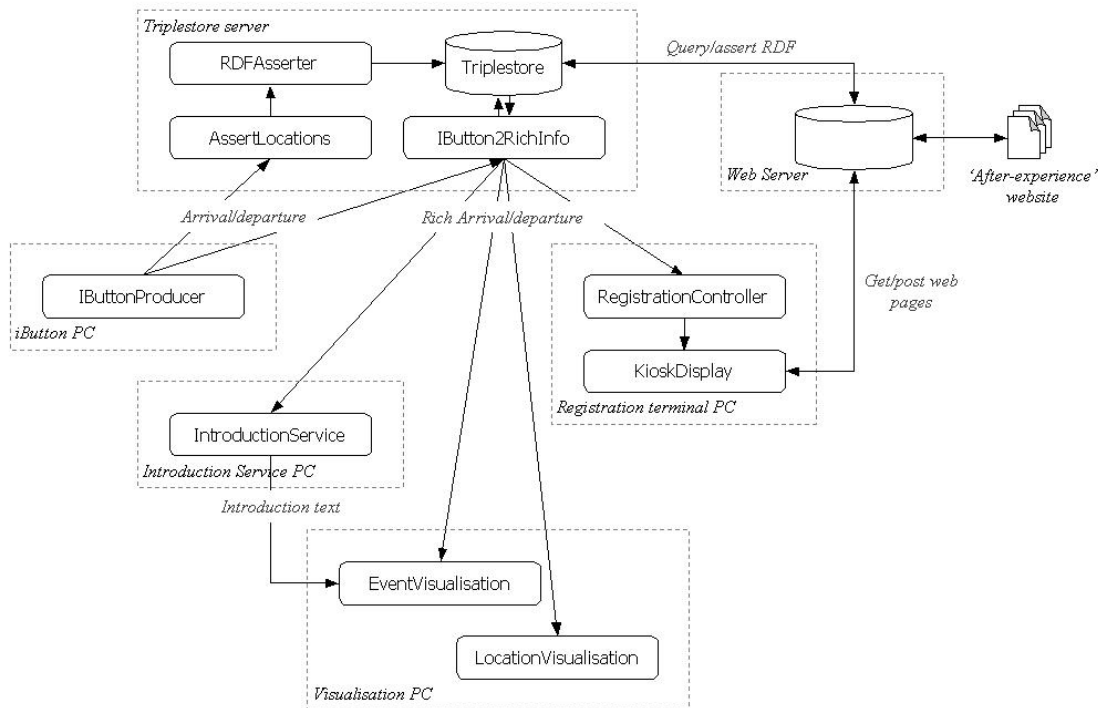 Triplestore server
RDFAsserter
Triplestore
Query/assert RDF
AssertLocations
IButton2RichInfo
Web Server
‘After-experience’
website
Arrival/departure
Rich Arrival/departure
IButtonProducer
iButton PC
RegistrationController
Get/post web
pages
KioskDisplay
Registration terminal PC
IntroductionService
Introduction Service PC
Introduction text
EventVisualisation
LocationVisualisation
Visualisation PC